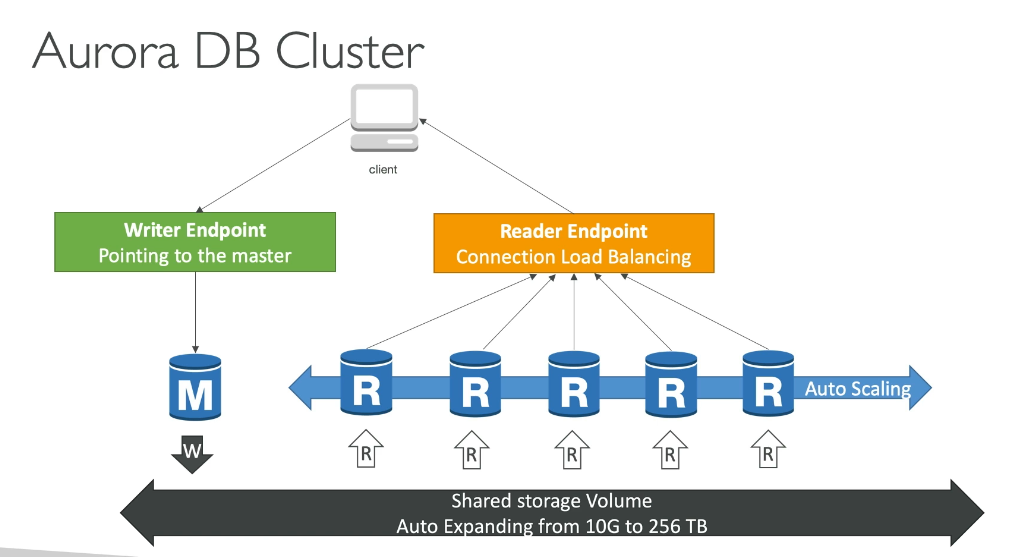 Aurora DB Cluster
client
Writer Endpoint
Pointing to the master
Reader Endpoint
Connection Load Balancing
M
R
R
R
R
R
Auto Scaling
W
R
R
R
R
R
Shared storage Volume
Auto Expanding from 10G to 256 TB